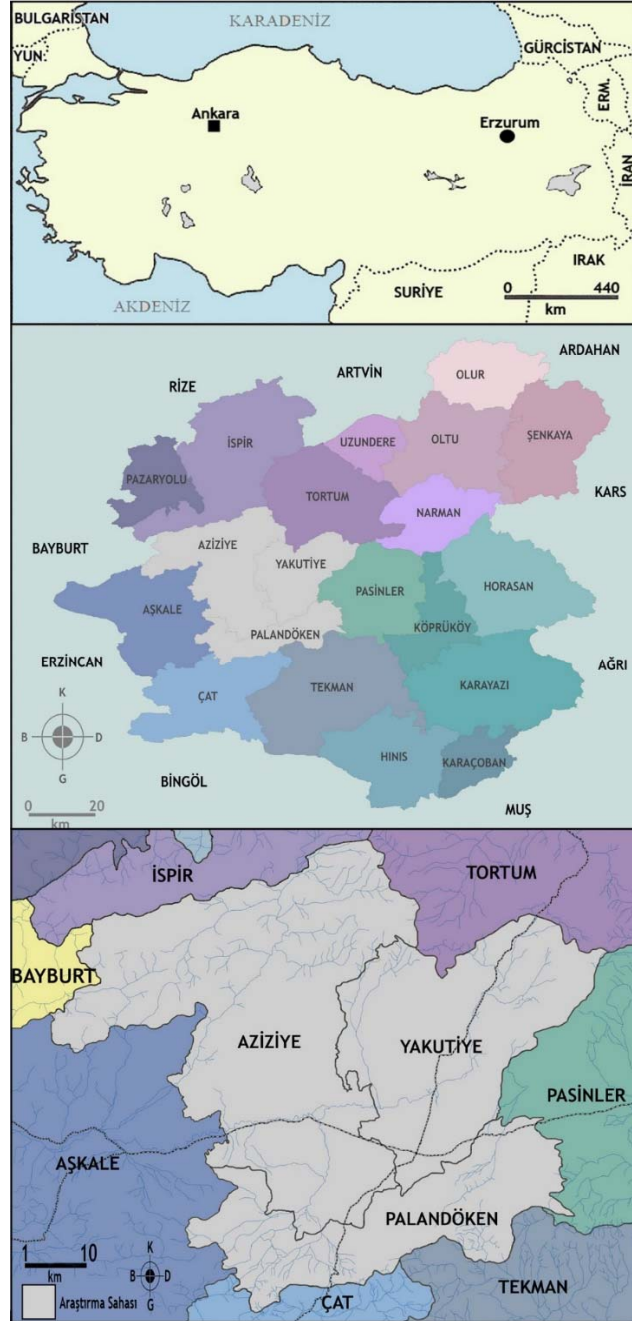 BULGARİSTAN
KARADENİZ
YUN.
GÜRCİSTAN
ERM.
Ankara
Erzurum
İRAN
IRAK
SURİYE
AKDENİZ
0 440
km
ARDAHAN
ARTVİN
RİZE
OLUR
UZUNDERE
OLTU
ŞENKAYA
İSPİR
PAZARYOLU
TORTUM
NARMAN
KARS
AZİZİYE
BAYBURT
YAKUTİYE
PASİNLER
HORASAN
AŞKALE
KÖPRÜKÖY
PALANDÖKEN
ERZİNCAN
AĞRI
ÇAT
TEKMAN
KARAYAZI
K
B D
G
HINIS
KARAÇOBAN
BİNGÖL
0 20
km
MUŞ
İSPİR
TORTUM
BAYBURT
AZİZİYE
YAKUTİYE
PASİNLER
AŞKALE
PALANDÖKEN
1 10
km
K
B D
G
TEKMAN
Araştırma Sahası
ÇAT